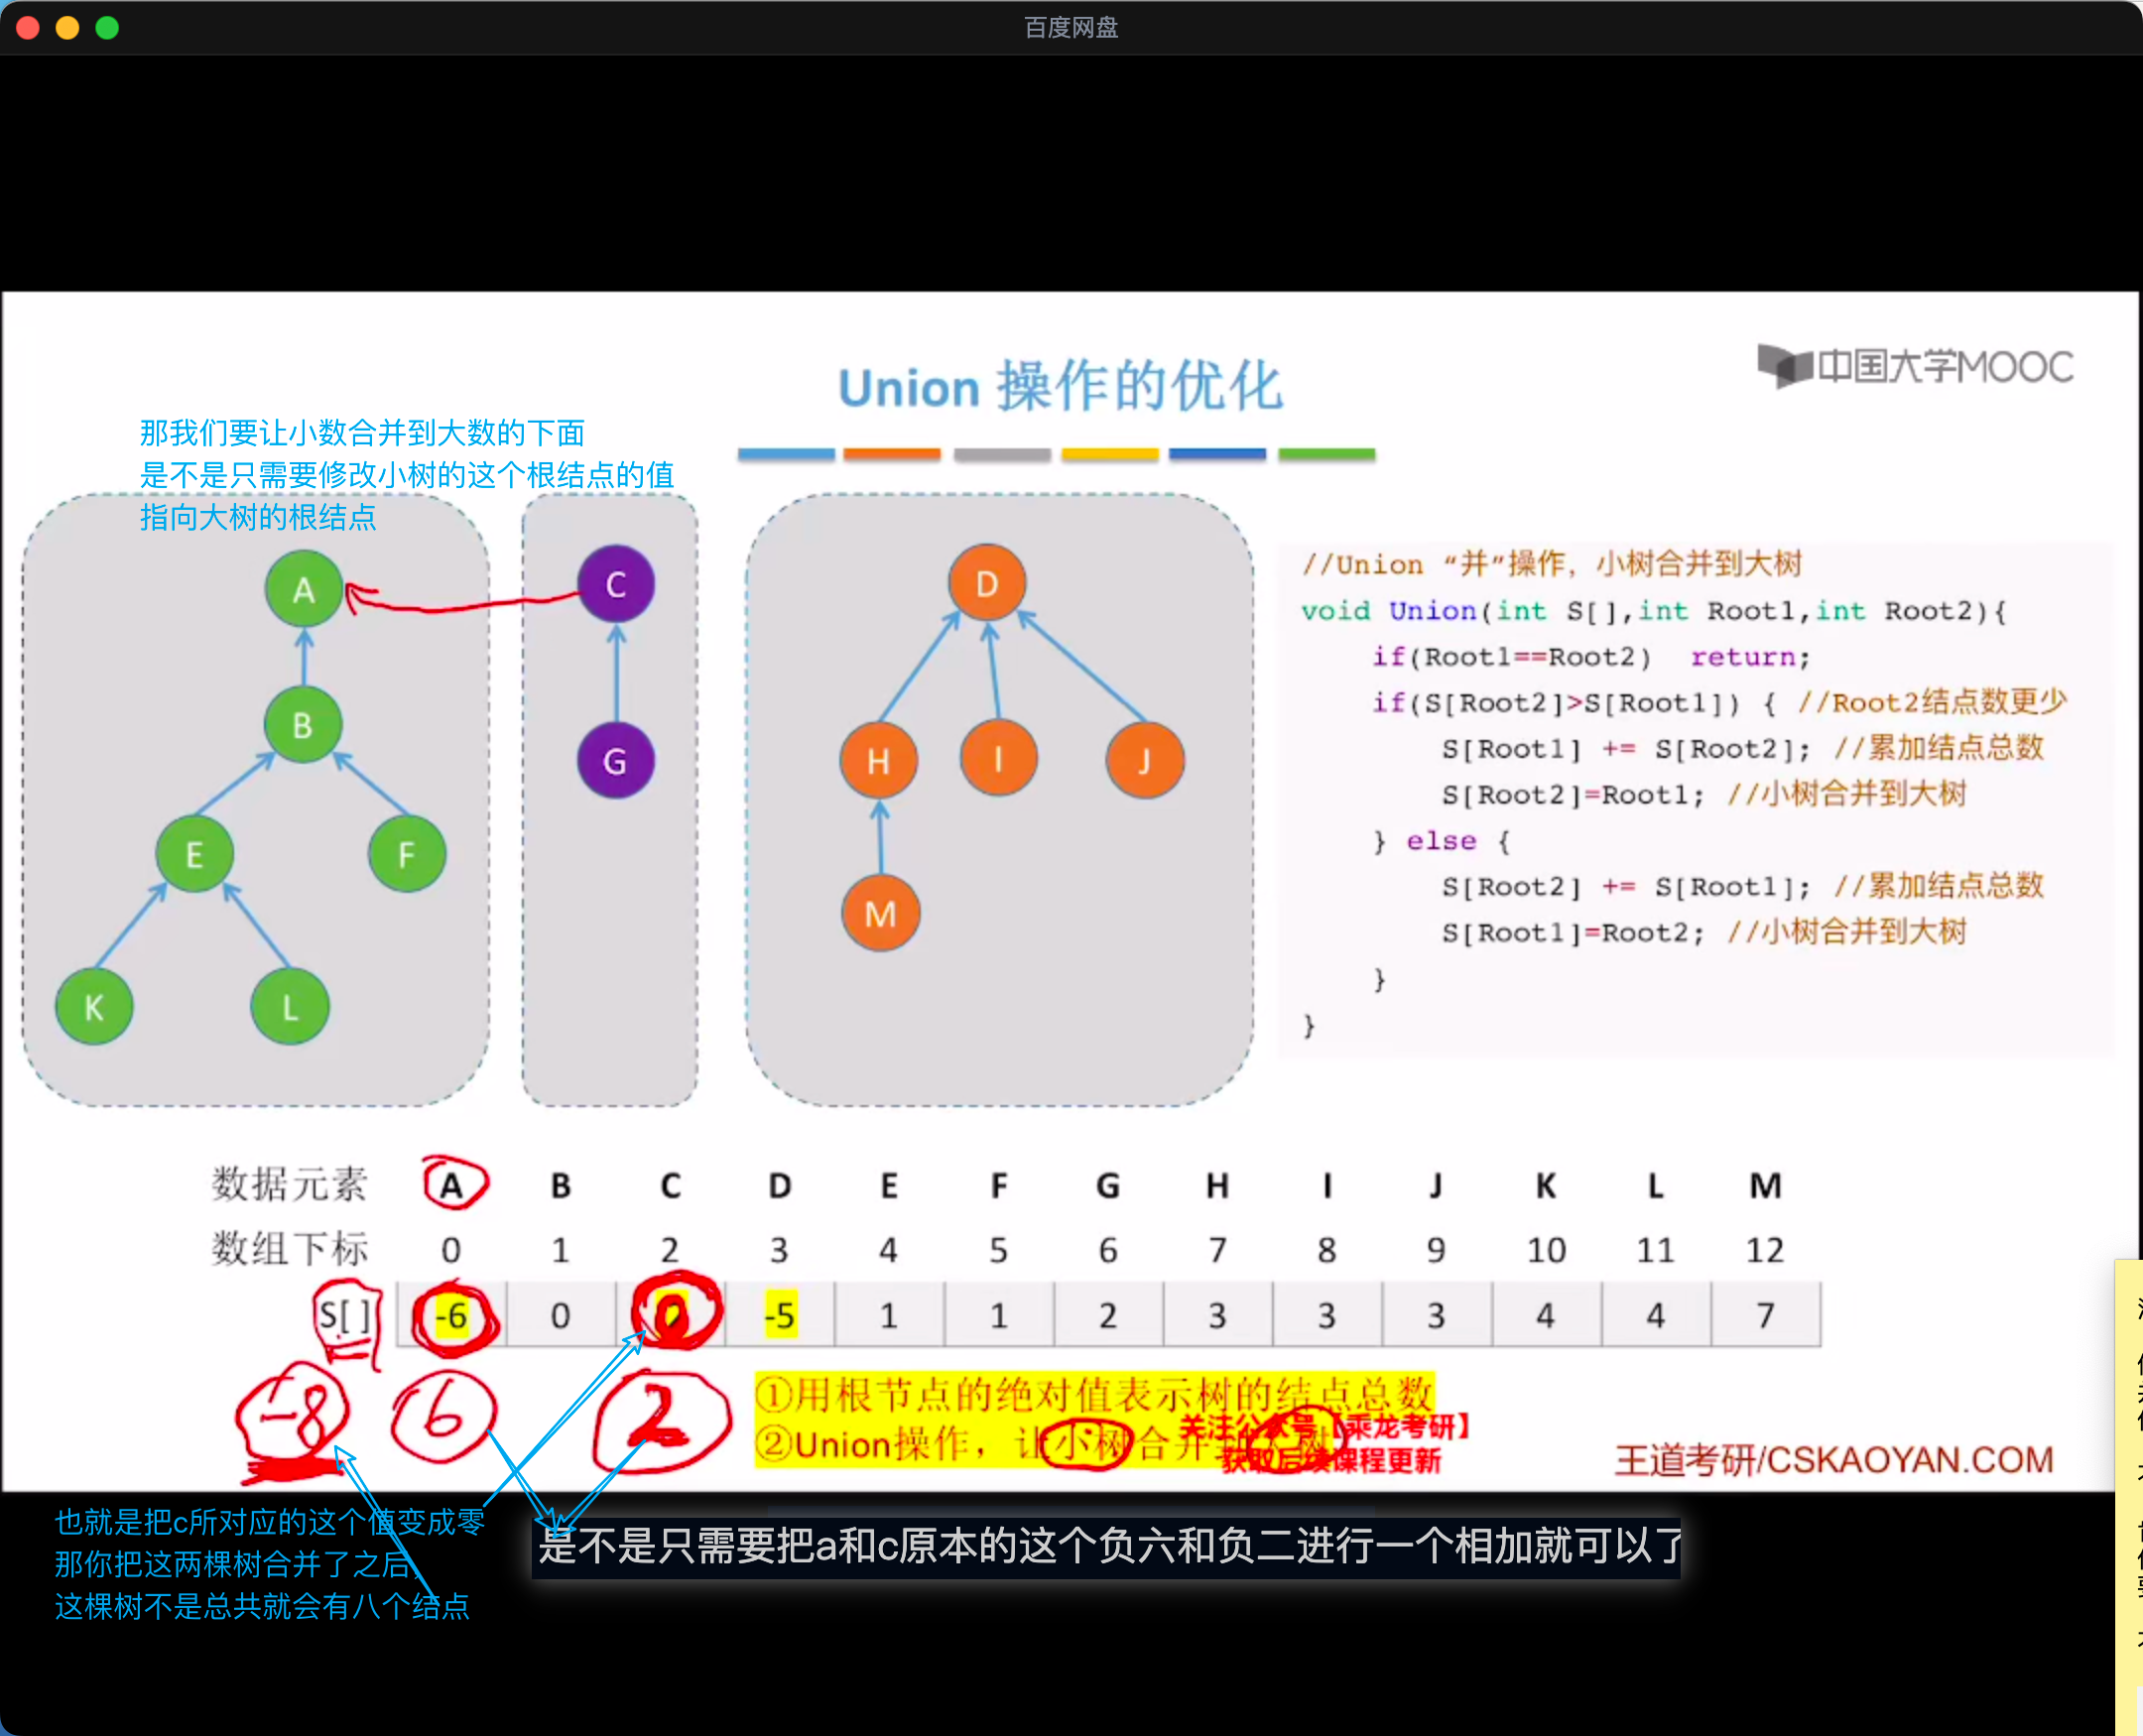 百度网盘
Union 操作的优化
中国大学MOOC
那我们要让小数合并到大数的下面
是不是只需要修改小树的这个根结点的值
指向大树的根结点
A
C
D
B
G
H
I
J
E
F
M
K
L
//Union “并”操作，小树合并到大树
void Union(int S[],int Root1,int Root2){
if(Root1==Root2) return;
if(S[Root2]>S[Root1]) { //Root2结点数更少
S[Root1] += S[Root2]; //累加结点总数
S[Root2]=Root1; //小树合并到大树
} else {
S[Root2] += S[Root1]; //累加结点总数
S[Root1]=Root2; //小树合并到大树
}
}
数据元素 A B C D E F G H I J K L M
数组下标 0 1 2 3 4 5 6 7 8 9 10 11 12
S[] -6 0 0 -5 1 1 2 3 3 3 4 4 7
-8 6 2
①用根节点的绝对值表示树的结点总数
②Union操作，让小树合并到大树
关注公众号【乘龙考研】
获取后续课程更新
王道考研/CSKAOYAN.COM
也就是把c所对应的这个值变成零
那你把这两棵树合并了之后，
这棵树不是总共就会有八个结点
是不是只需要把a和c原本的这个负六和负二进行一个相加就可以了